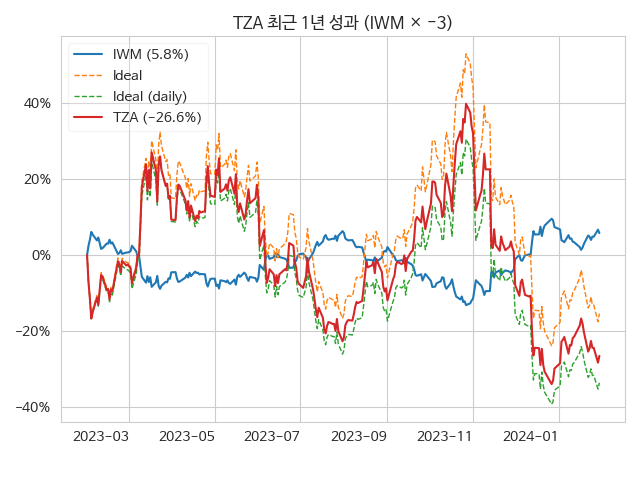 TZA 최근 1년 성과 (IWM × −3)
IWM (5.8%)
Ideal
Ideal (daily)
TZA (−26.6%)
40%
20%
0%
−20%
−40%
2023−03 2023−05 2023−07 2023−09 2023−11 2024−01